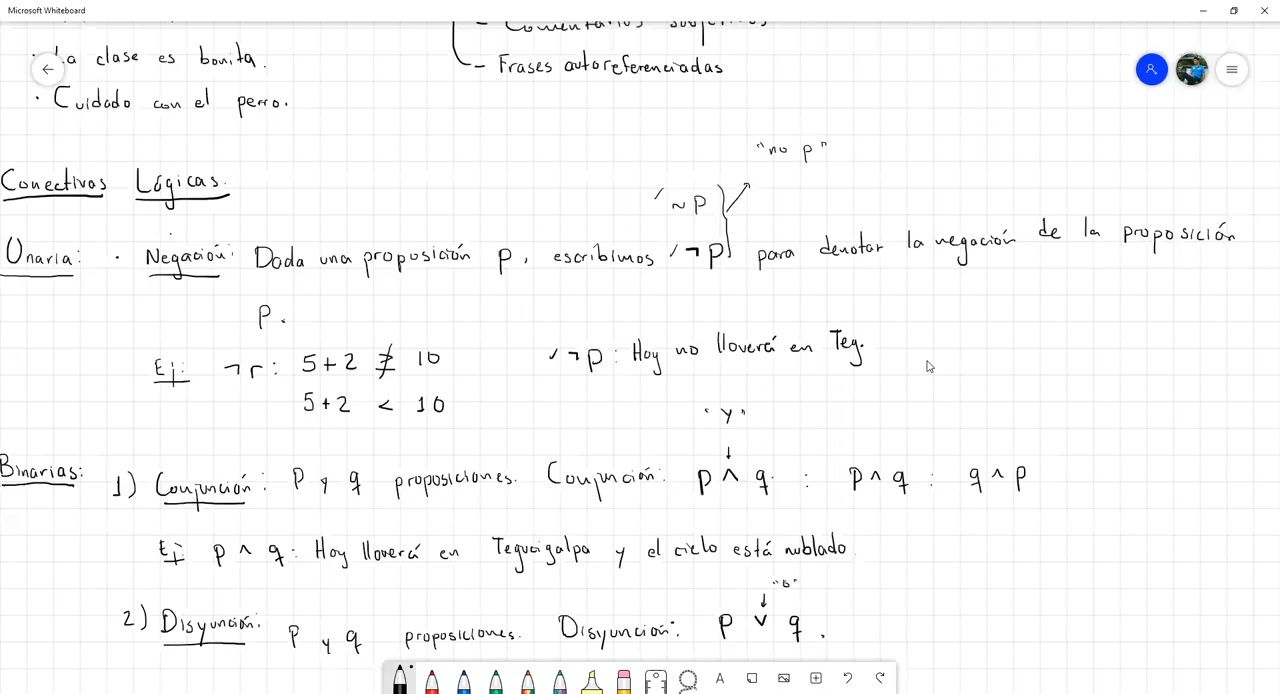 Microsoft Whiteboard
La clase es bonita.
- Frases autoreferenciadas
· Cuidado con el perro.
"no p"
Conectivas Lógicas.
~p
Unaria: · Negación: Dada una proposición p, escribimos ¬p para denotar la negación de la proposición
p.
Ej: ¬r: 5+2 ≱ 10 ¬p: Hoy no lloverá en Teg.
5+2 < 10
"y"
Binarias: 1) Conjunción: p y q proposiciones. Conjunción: p ∧ q : p ∧ q : q ∧ p
Ej: p ∧ q: Hoy lloverá en Tegucigalpa y el cielo está nublado.
"o"
2) Disyunción: p y q proposiciones. Disyunción: p ∨ q.
A